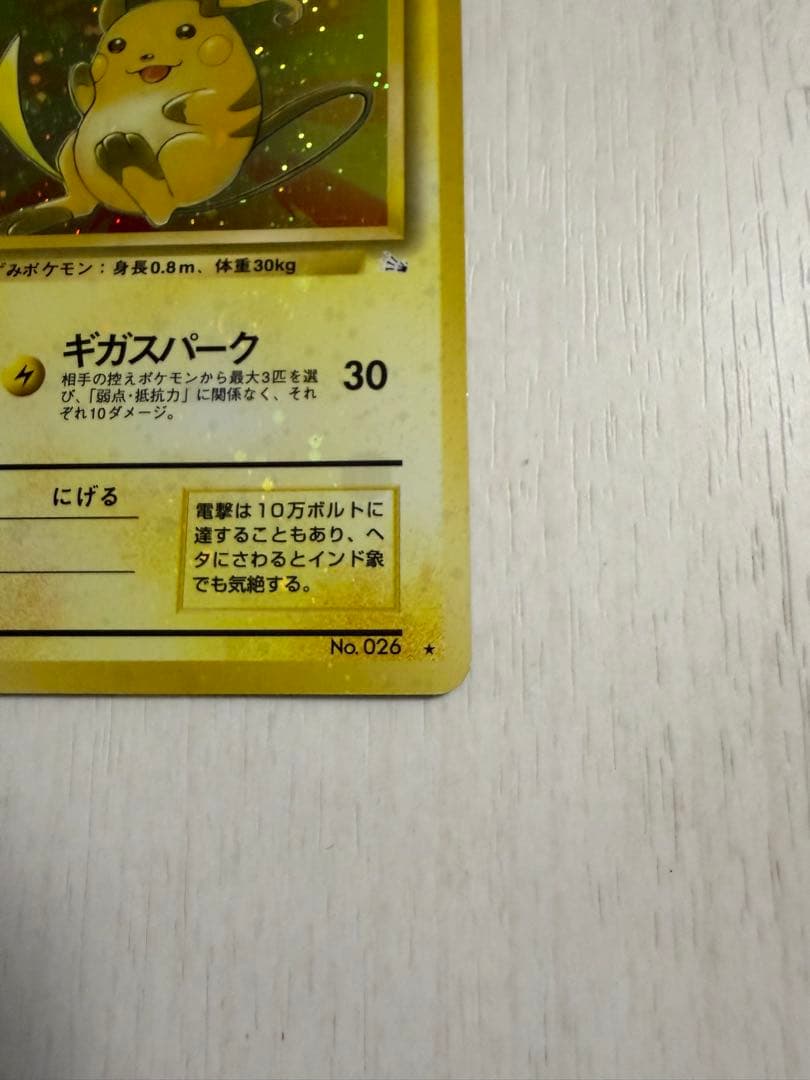 ずみポケモン：身長0.8m、体重30kg
ギガスパーク
30
相手の控えポケモンから最大3匹を選
び、「弱点・抵抗力」に関係なく、それ
ぞれ10ダメージ。
にげる
電撃は10万ボルトに
達することもあり、ヘ
タにさわるとインド象
でも気絶する。
No. 026 ★